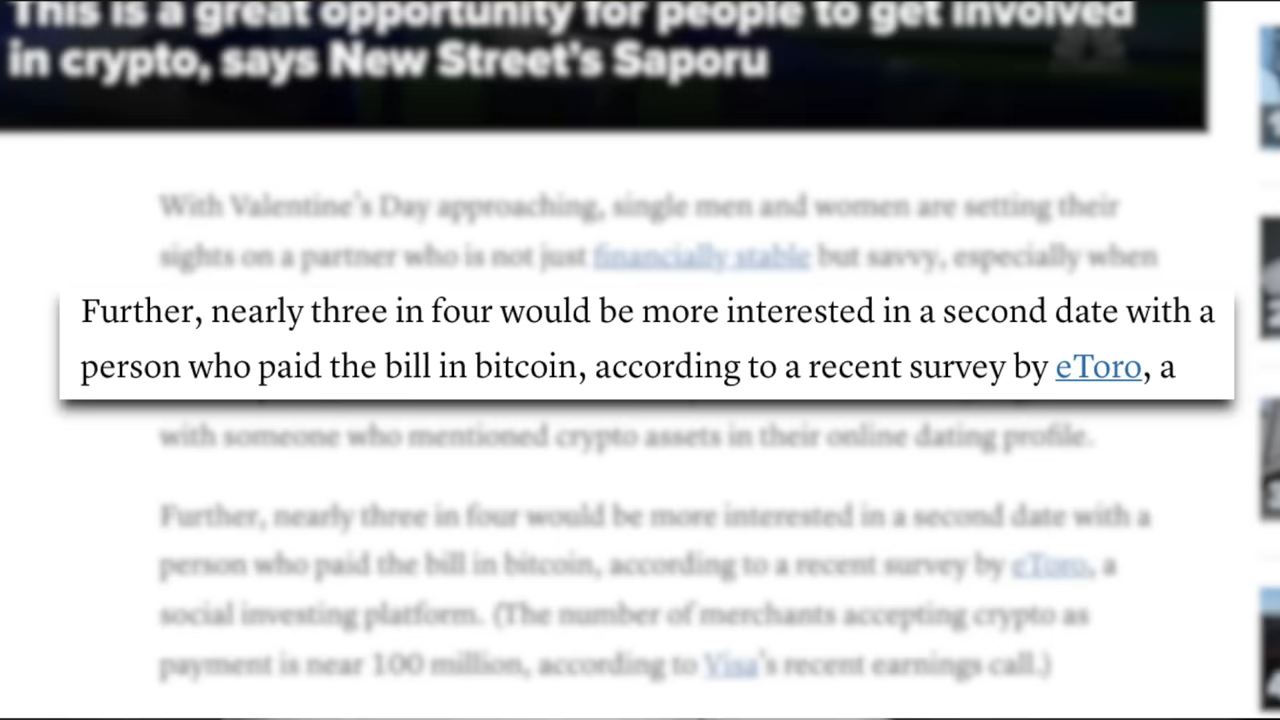 This is a great opportunity for people to get involved
in crypto, says New Street's Saporu
With Valentine's Day approaching, single men and women are setting their
sights on a partner who is not just financially stable but savvy, especially when
Further, nearly three in four would be more interested in a second date with a
person who paid the bill in bitcoin, according to a recent survey by eToro, a
with someone who mentioned crypto assets in their online dating profile.
Further, nearly three in four would be more interested in a second date with a
person who paid the bill in bitcoin, according to a recent survey by eToro, a
social investing platform. (The number of merchants accepting crypto as
payment is near 100 million, according to Visa's recent earnings call.)